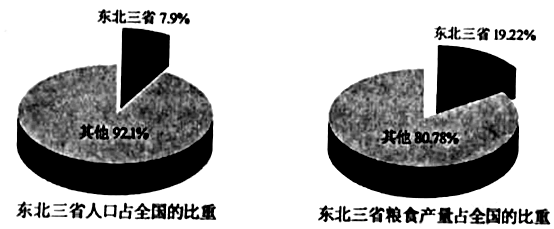 东北三省 7.9%
其他 92.1%
东北三省人口占全国的比重
东北三省 19.22%
其他 80.78%
东北三省粮食产量占全国的比重